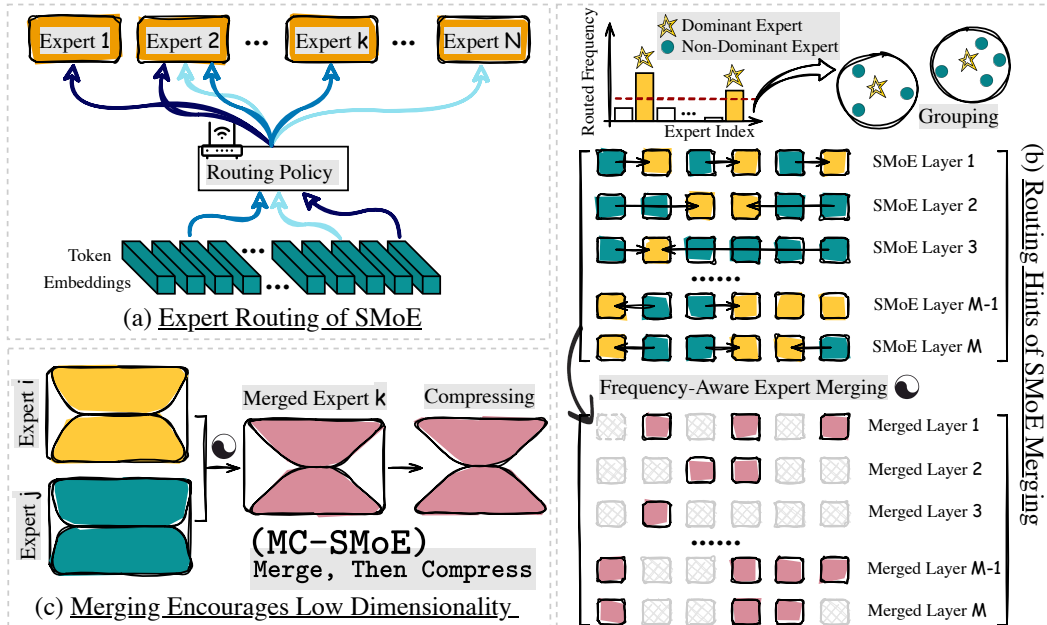 Expert 1
Expert 2
...
Expert k
...
Expert N
Routing Policy
Token
Embeddings
...
...
(a) Expert Routing of SMoE
Expert i
Expert j
Merged Expert k
Compressing
(MC-SMoE)
Merge, Then Compress
(c) Merging Encourages Low Dimensionality
Routed Frequency
Dominant Expert
Non-Dominant Expert
...
Expert Index
Grouping
SMoE Layer 1
SMoE Layer 2
SMoE Layer 3
......
SMoE Layer M-1
SMoE Layer M
Frequency-Aware Expert Merging
Merged Layer 1
Merged Layer 2
Merged Layer 3
......
Merged Layer M-1
Merged Layer M
(b) Routing Hints of SMoE Merging